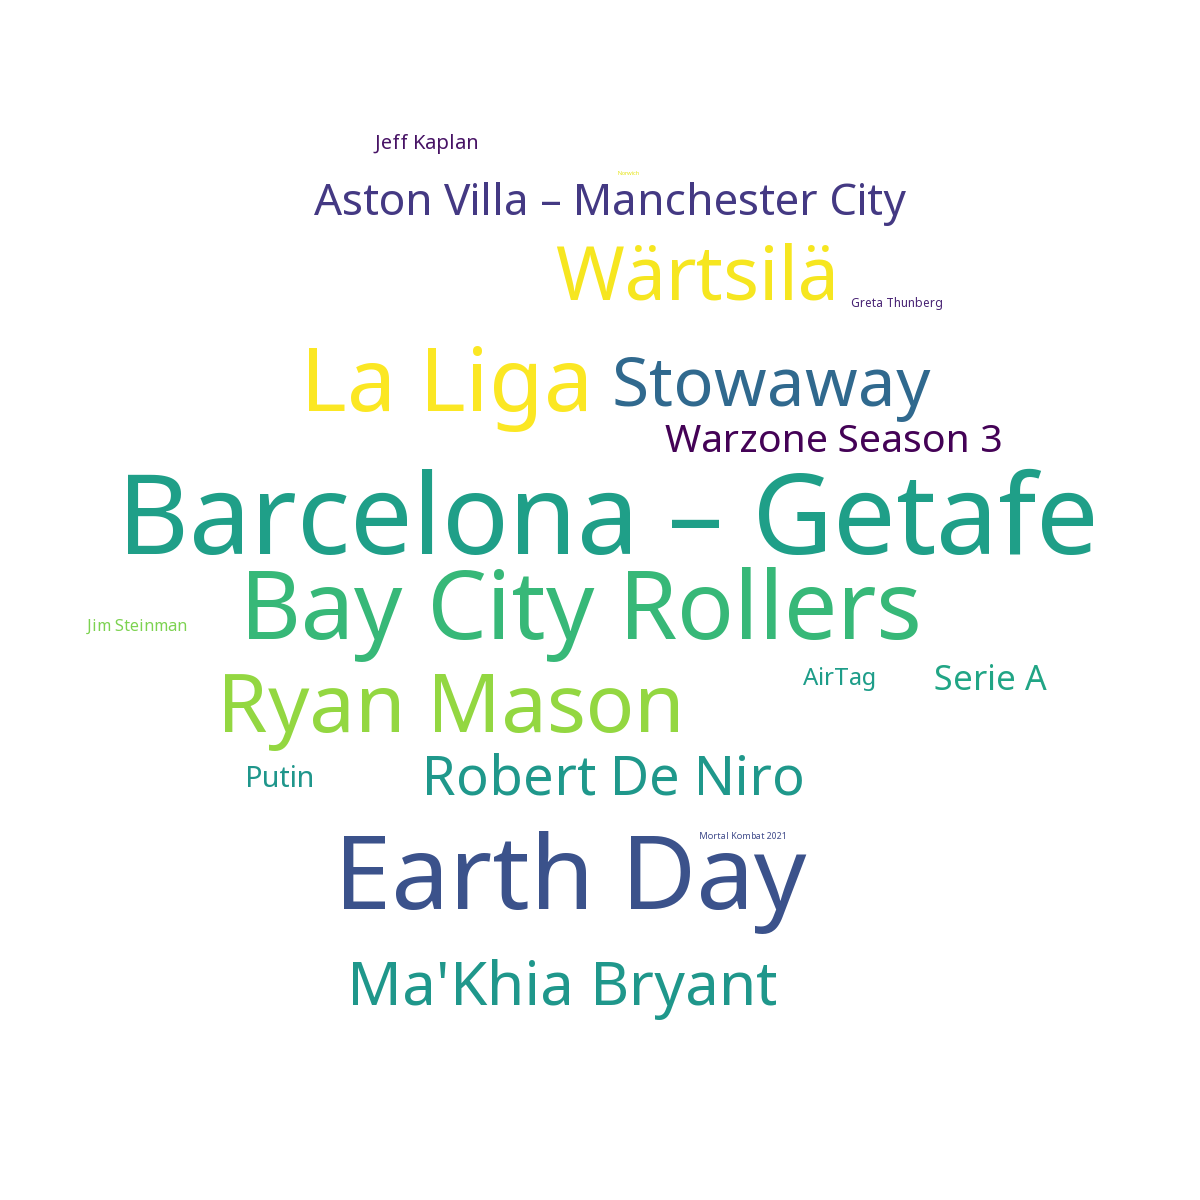 Jeff Kaplan
Norwich
Aston Villa – Manchester City
Wärtsilä
Greta Thunberg
La Liga
Stowaway
Warzone Season 3
Barcelona – Getafe
Bay City Rollers
Jim Steinman
Ryan Mason
AirTag
Serie A
Putin
Robert De Niro
Mortal Kombat 2021
Earth Day
Ma'Khia Bryant